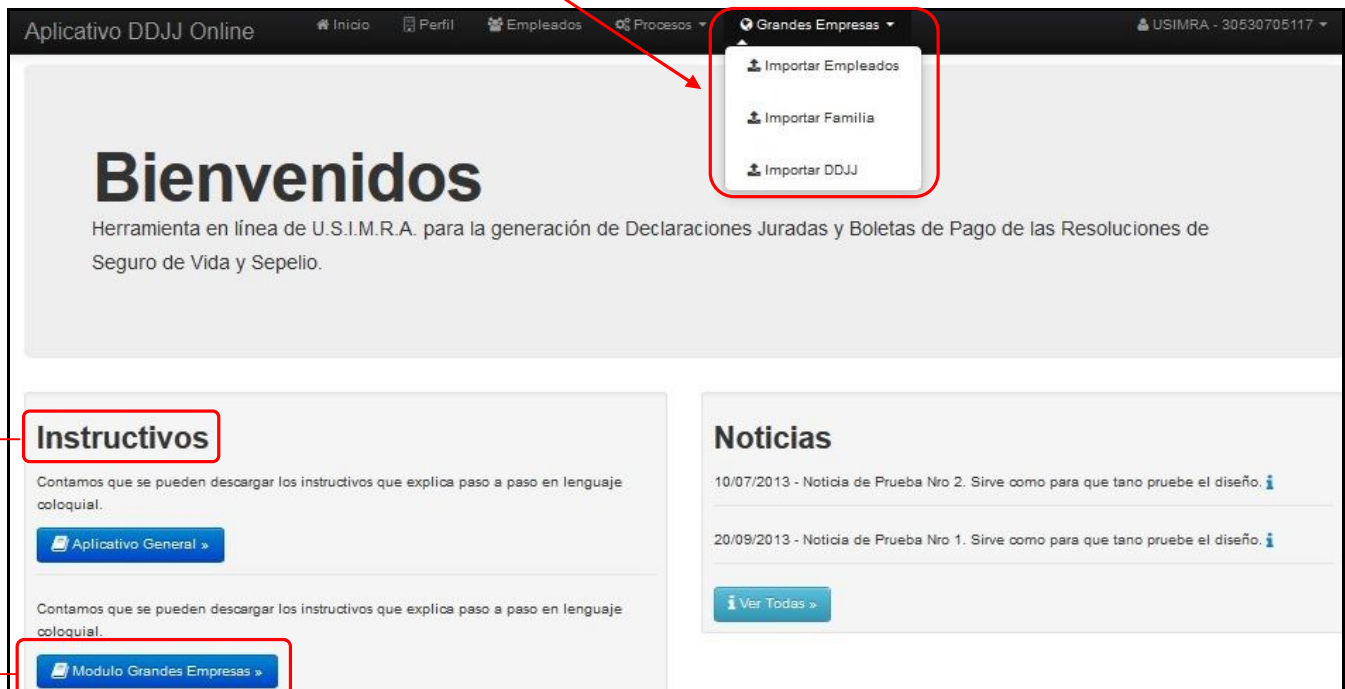 Aplicativo DDJJ Online Inicio Perfil Empleados Procesos Grandes Empresas USIMRA - 30530705117
Importar Empleados
Importar Familia
Importar DDJJ
Bienvenidos
Herramienta en línea de U.S.I.M.R.A. para la generación de Declaraciones Juradas y Boletas de Pago de las Resoluciones de
Seguro de Vida y Sepelio.
Instructivos
Contamos que se pueden descargar los instructivos que explica paso a paso en lenguaje
coloquial.
Aplicativo General »
Contamos que se pueden descargar los instructivos que explica paso a paso en lenguaje
coloquial.
Modulo Grandes Empresas »
Noticias
10/07/2013 - Noticia de Prueba Nro 2. Sirve como para que tano pruebe el diseño.
20/09/2013 - Noticia de Prueba Nro 1. Sirve como para que tano pruebe el diseño.
Ver Todas »